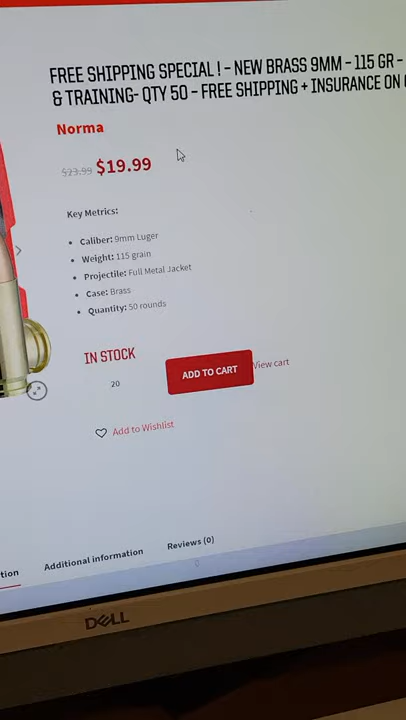 FREE SHIPPING SPECIAL ! – NEW BRASS 9MM – 115 GR –
& TRAINING- QTY 50 – FREE SHIPPING + INSURANCE ON
Norma
$23.99 $19.99
Key Metrics:
Caliber: 9mm Luger
Weight: 115 grain
Projectile: Full Metal Jacket
Case: Brass
Quantity: 50 rounds
IN STOCK
20 ADD TO CART View cart
Add to Wishlist
tion Additional information Reviews (0)
DELL